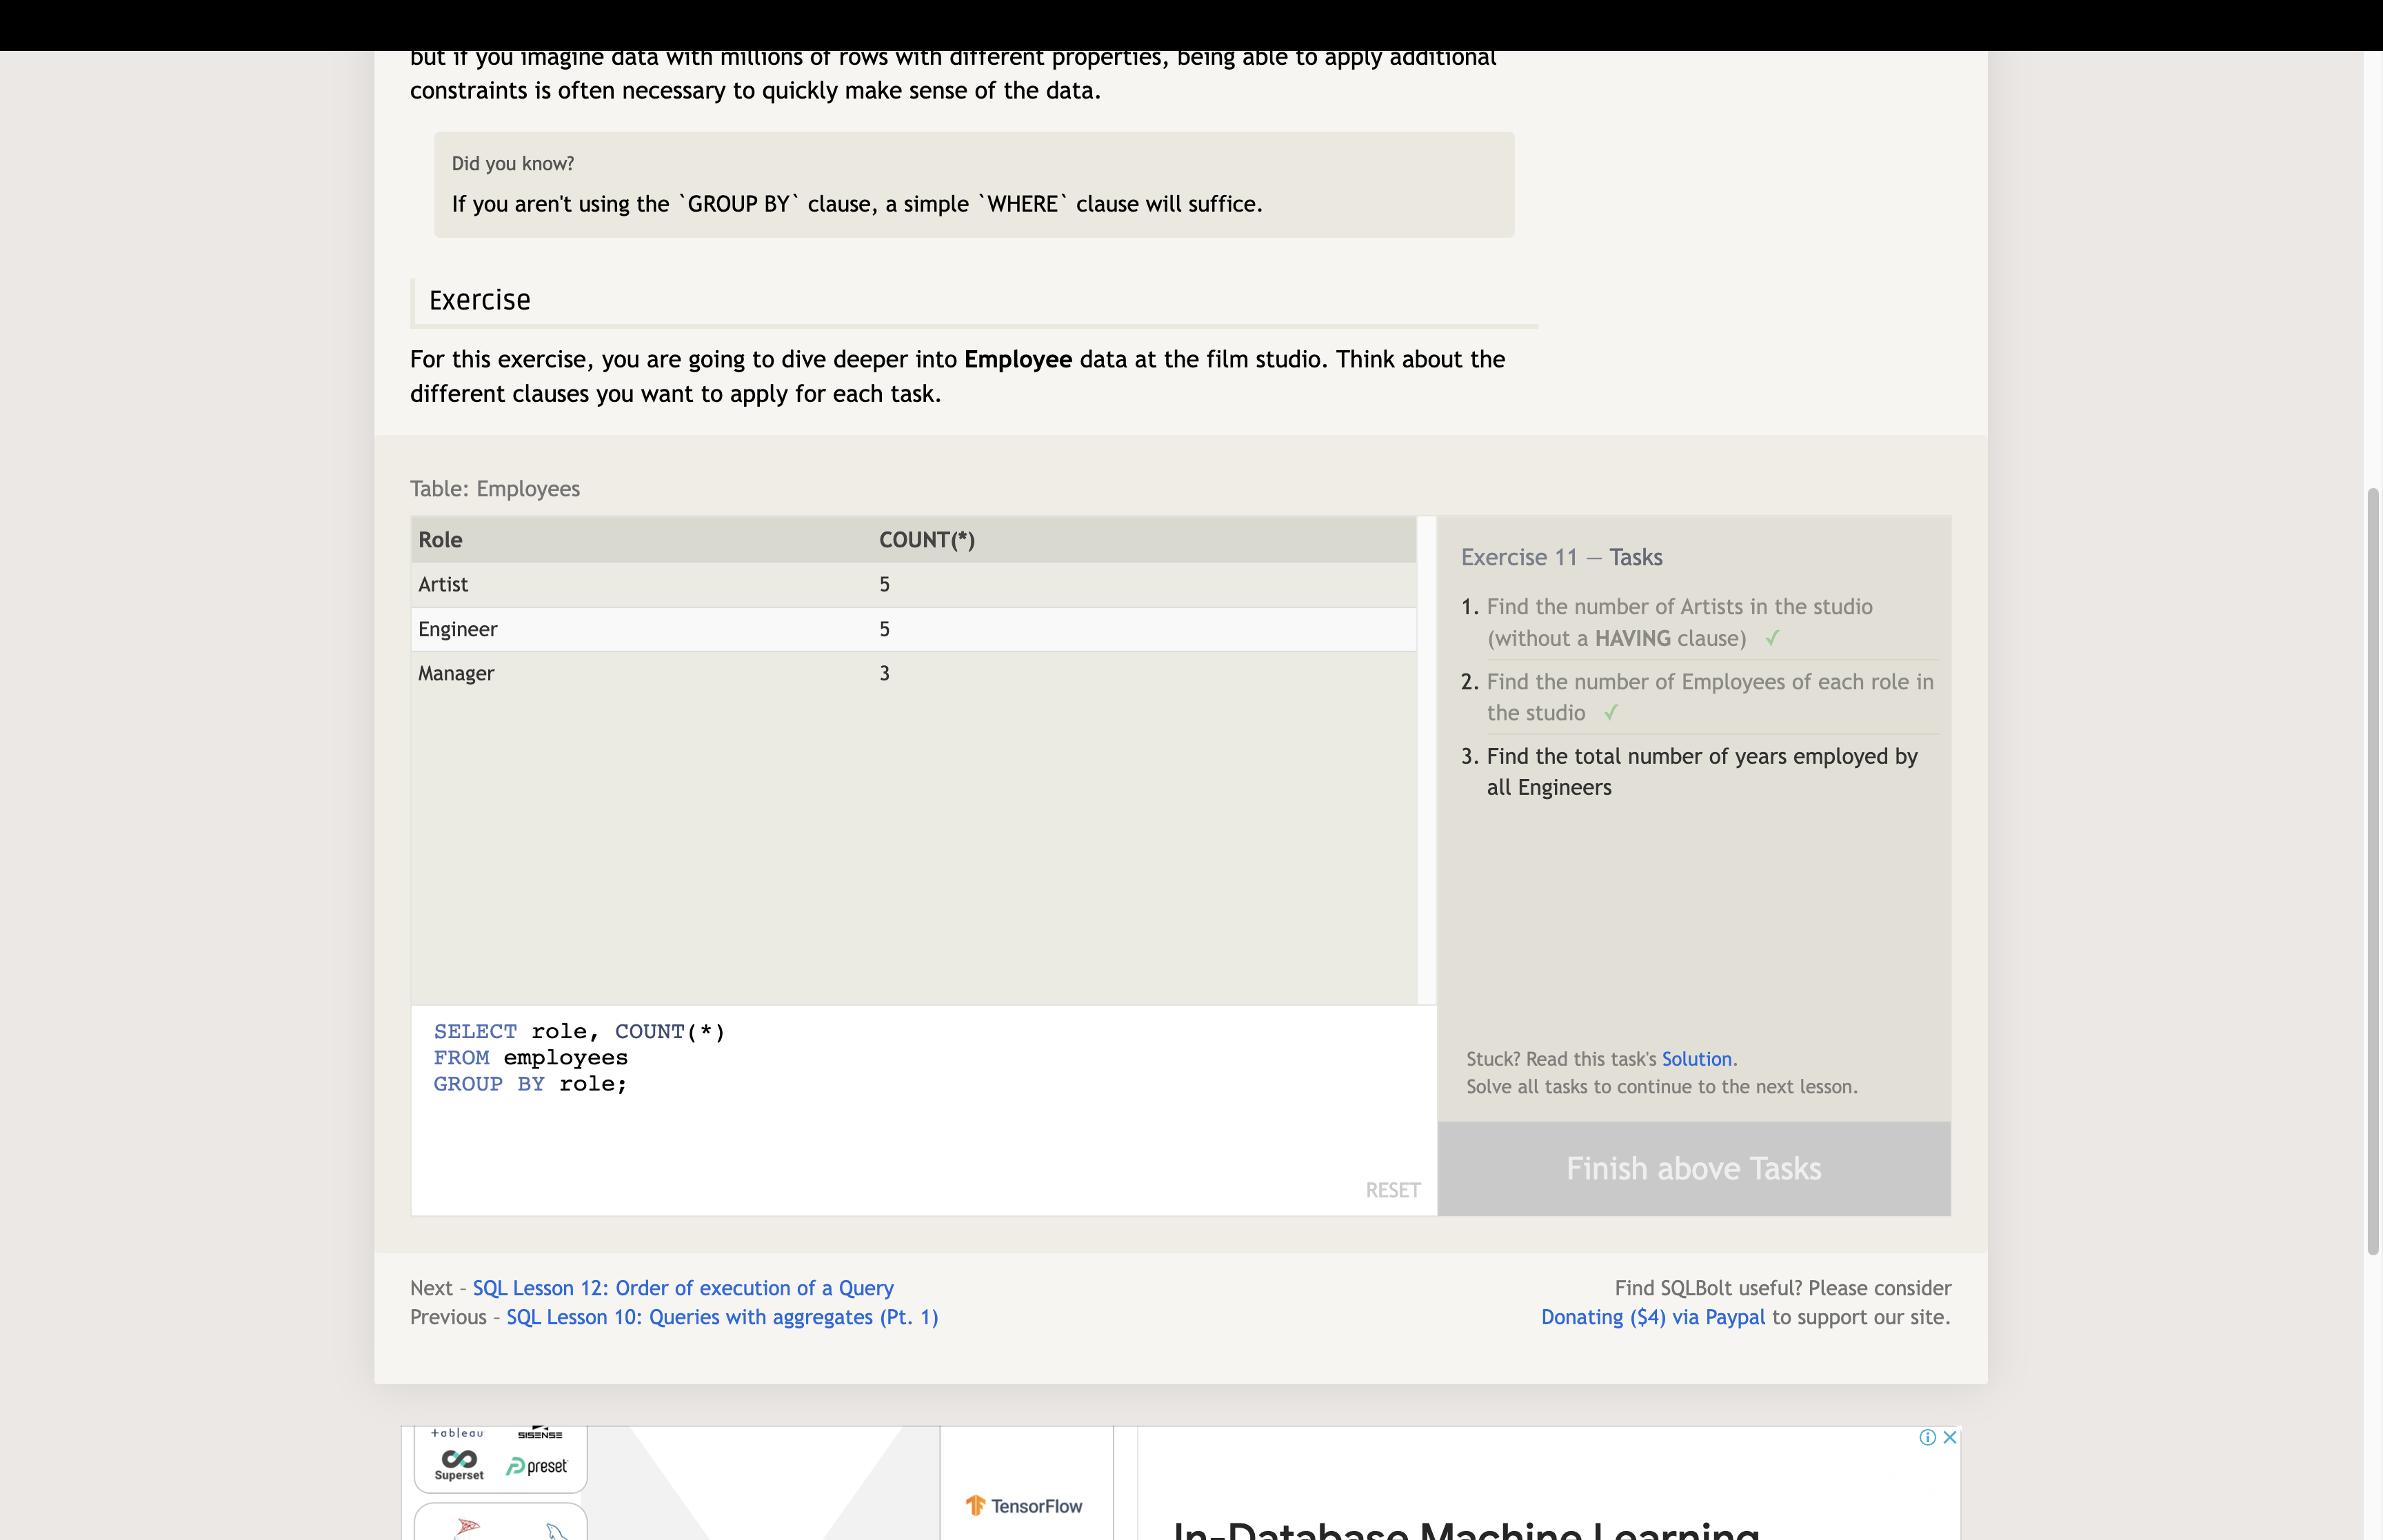 but if you imagine data with millions of rows with different properties, being able to apply additional
constraints is often necessary to quickly make sense of the data.
Did you know?
If you aren't using the `GROUP BY` clause, a simple `WHERE` clause will suffice.
Exercise
For this exercise, you are going to dive deeper into Employee data at the film studio. Think about the
different clauses you want to apply for each task.
Table: Employees
Role COUNT(*)
Artist 5
Engineer 5
Manager 3
Exercise 11 — Tasks
1. Find the number of Artists in the studio
(without a HAVING clause) ✓
2. Find the number of Employees of each role in
the studio ✓
3. Find the total number of years employed by
all Engineers
SELECT role, COUNT(*)
FROM employees
GROUP BY role;
RESET
Stuck? Read this task's Solution.
Solve all tasks to continue to the next lesson.
Finish above Tasks
Next – SQL Lesson 12: Order of execution of a Query
Previous – SQL Lesson 10: Queries with aggregates (Pt. 1)
Find SQLBolt useful? Please consider
Donating ($4) via Paypal to support our site.
+ableau
SISENSE
Superset
preset
TensorFlow
In-Database Machine Learning